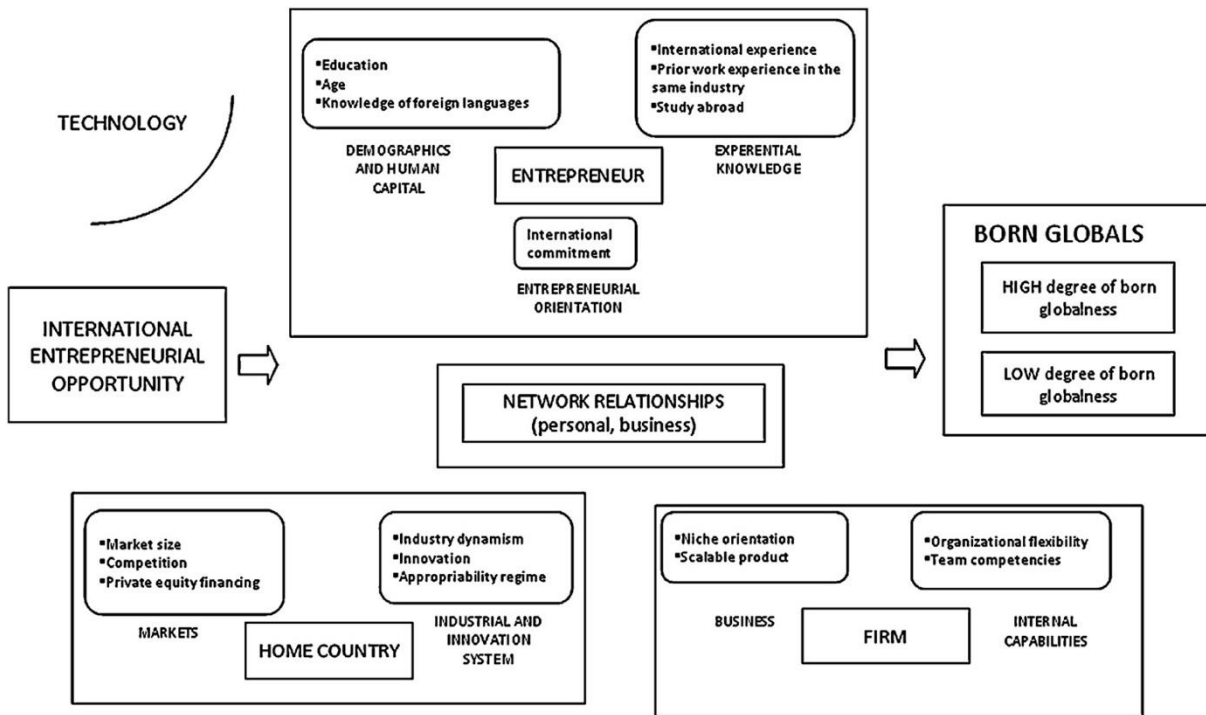 TECHNOLOGY
▪Education
▪Age
▪Knowledge of foreign languages
▪International experience
▪Prior work experience in the
same industry
▪Study abroad
DEMOGRAPHICS
AND HUMAN
CAPITAL
ENTREPRENEUR
EXPERENTIAL
KNOWLEDGE
International
commitment
ENTREPRENEURIAL
ORIENTATION
INTERNATIONAL
ENTREPRENEURIAL
OPPORTUNITY
NETWORK RELATIONSHIPS
(personal, business)
BORN GLOBALS
HIGH degree of born
globalness
LOW degree of born
globalness
▪Market size
▪Competition
▪Private equity financing
▪Industry dynamism
▪Innovation
▪Appropriability regime
MARKETS
HOME COUNTRY
INDUSTRIAL AND
INNOVATION
SYSTEM
▪Niche orientation
▪Scalable product
▪Organizational flexibility
▪Team competencies
BUSINESS
FIRM
INTERNAL
CAPABILITIES